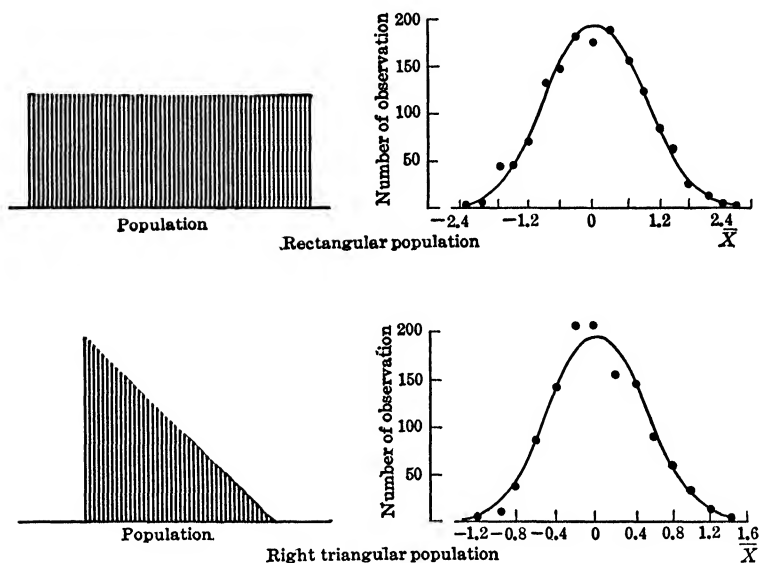 Number of observation
200
150
100
50
Population
-2.4 -1.2 0 1.2 2.4
X̄
Rectangular population
Number of observation
200
150
100
50
0
Population
-1.2 -0.8 -0.4 0 0.4 0.8 1.2 1.6
X̄
Right triangular population